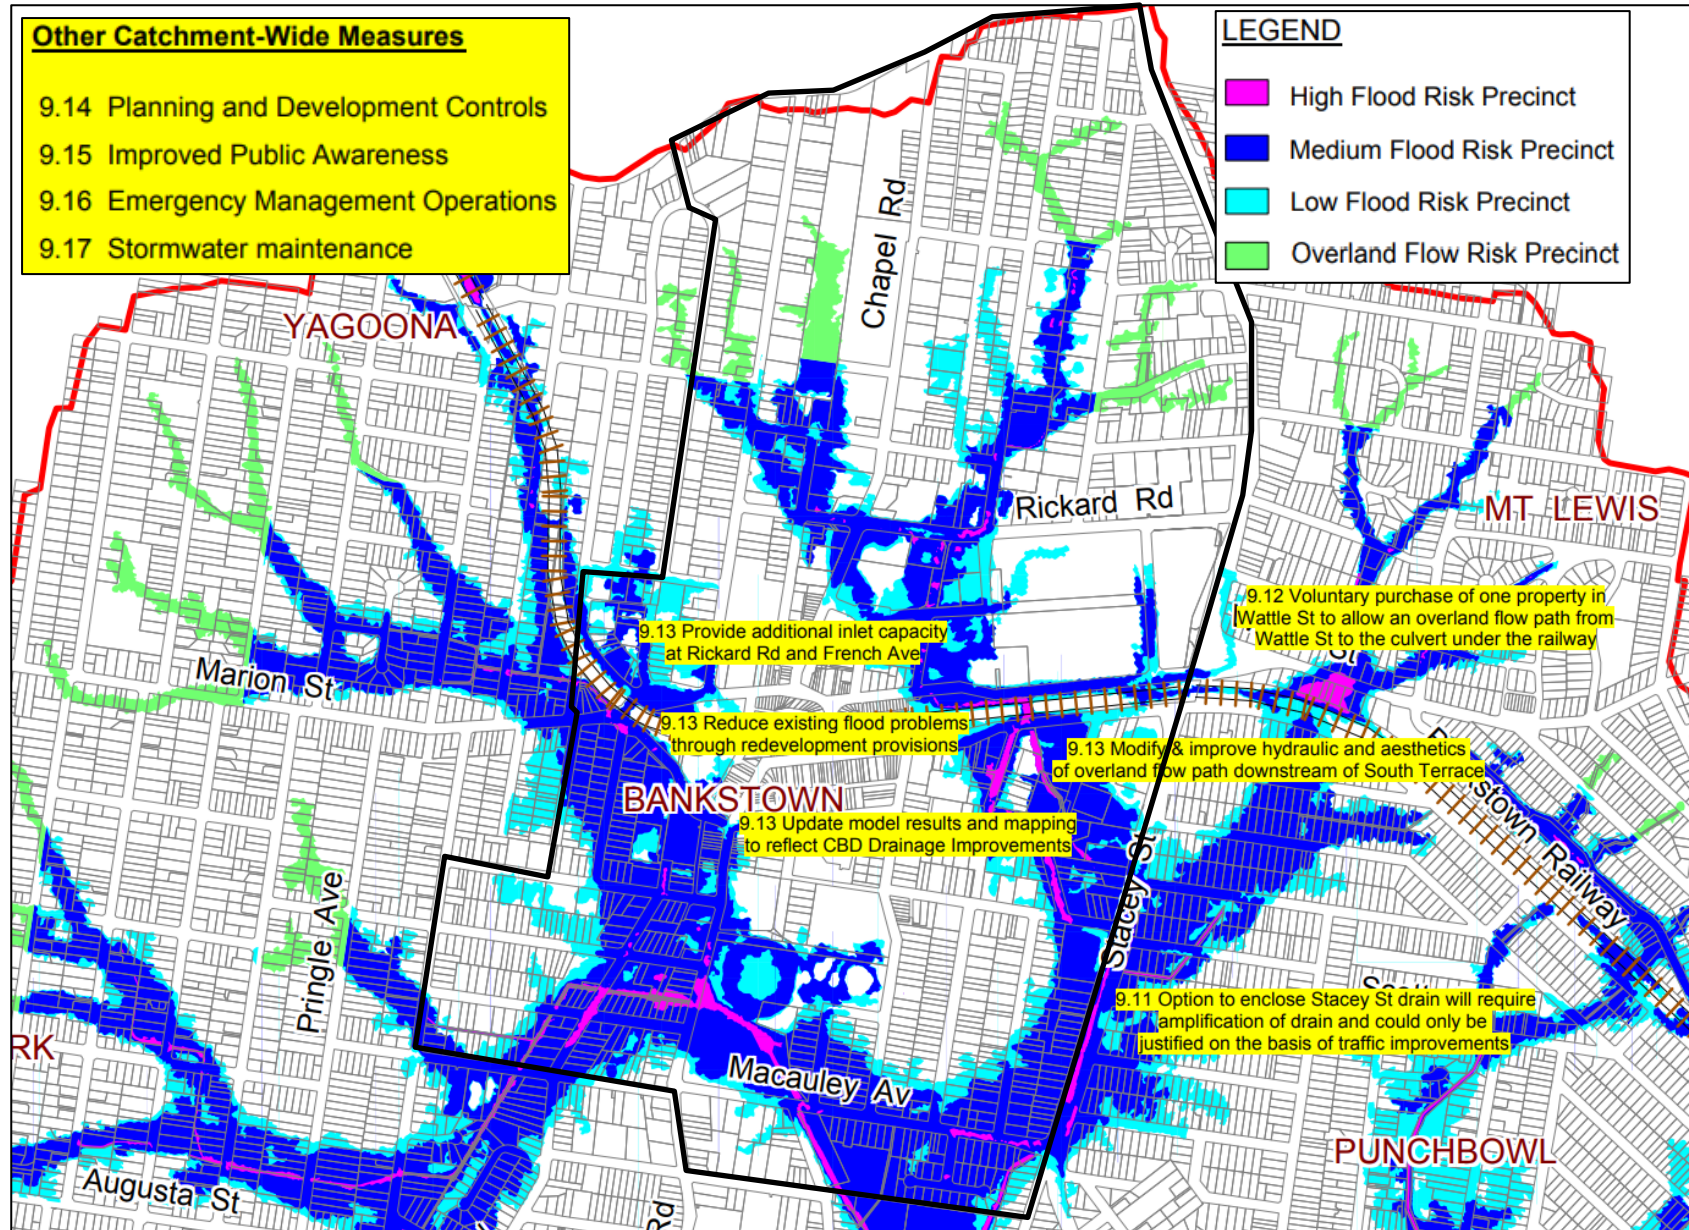 Other Catchment-Wide Measures
9.14 Planning and Development Controls
9.15 Improved Public Awareness
9.16 Emergency Management Operations
9.17 Stormwater maintenance
LEGEND
High Flood Risk Precinct
Medium Flood Risk Precinct
Low Flood Risk Precinct
Overland Flow Risk Precinct
YAGOONA
Chapel Rd
Rickard Rd
MT LEWIS
9.12 Voluntary purchase of one property in
Wattle St to allow an overland flow path from
Wattle St to the culvert under the railway
St
9.13 Provide additional inlet capacity
at Rickard Rd and French Ave
Marion St
9.13 Reduce existing flood problems
through redevelopment provisions
9.13 Modify & improve hydraulic and aesthetics
of overland flow path downstream of South Terrace
Railway
BANKSTOWN
9.13 Update model results and mapping
to reflect CBD Drainage Improvements
Stacey St
Pringle Ave
9.11 Option to enclose Stacey St drain will require
amplification of drain and could only be
justified on the basis of traffic improvements
RK
Macauley Av
PUNCHBOWL
Augusta St
Rd